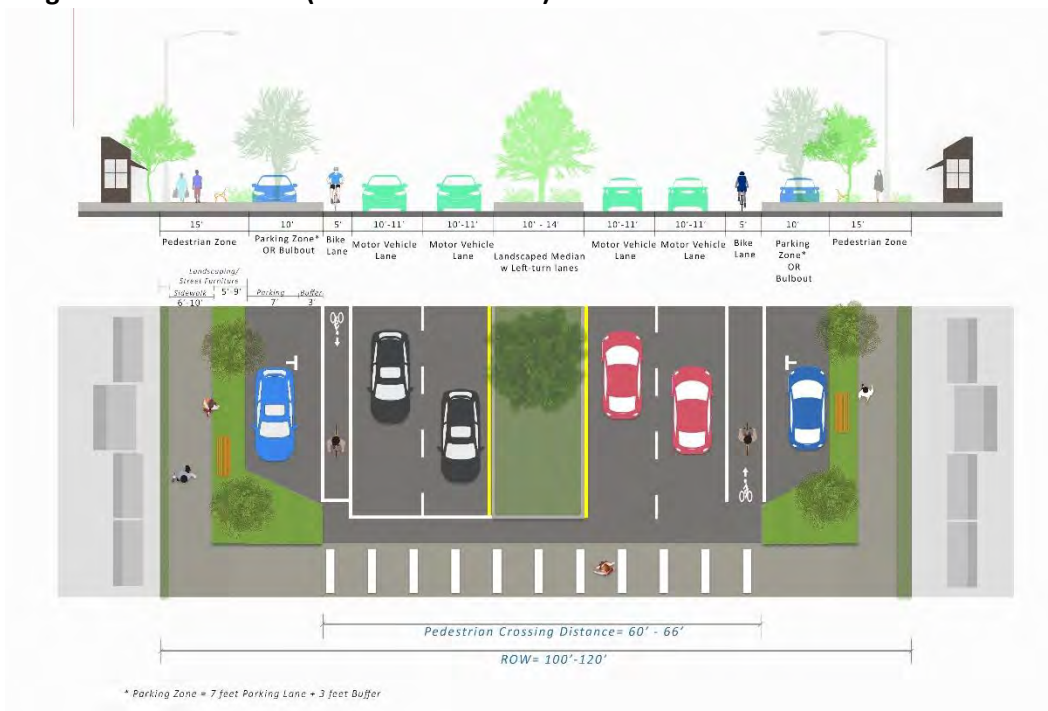 15'
10'
5'
10'-11'
10'-11'
10' - 14'
10'-11'
10'-11'
5'
10'
15'
Pedestrian Zone
Parking Zone*
OR Bulbout
Bike
Lane
Motor Vehicle
Lane
Motor Vehicle
Lane
Landscaped Median
w Left-turn lanes
Motor Vehicle
Lane
Motor Vehicle
Lane
Bike
Lane
Parking
Zone*
OR
Bulbout
Pedestrian Zone
Landscaping/
Street Furniture
Sidewalk
5'-9'
Parking
Buffer
6'-10'
7'
3'
Pedestrian Crossing Distance= 60' - 66'
ROW= 100'-120'
* Parking Zone = 7 feet Parking Lane + 3 feet Buffer